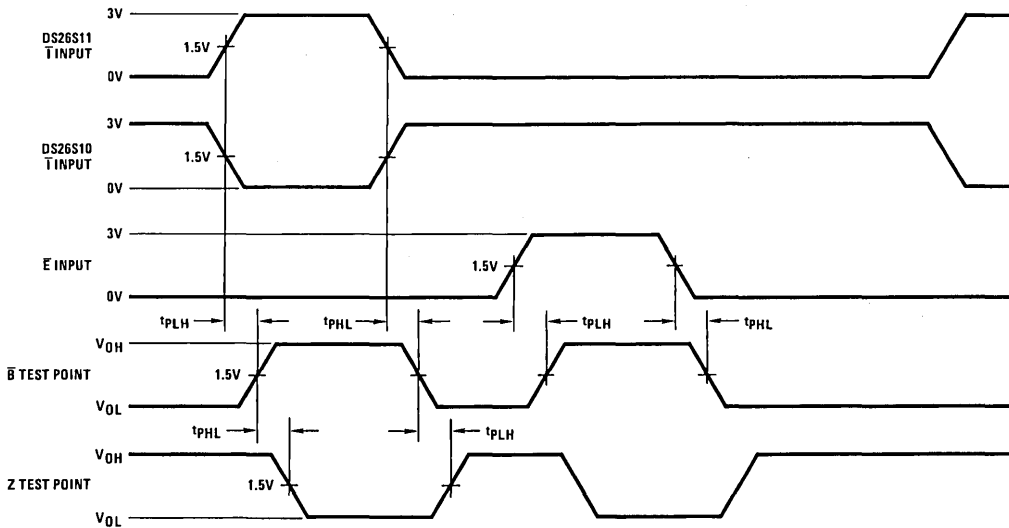 3V
DS26S11
I̅ INPUT
1.5V
0V
3V
DS26S10
I̅ INPUT
1.5V
0V
3V
E̅ INPUT
1.5V
0V
tPLH
tPHL
tPLH
tPHL
VOH
B̅ TEST POINT
1.5V
VOL
tPHL
tPLH
VOH
Z TEST POINT
1.5V
VOL